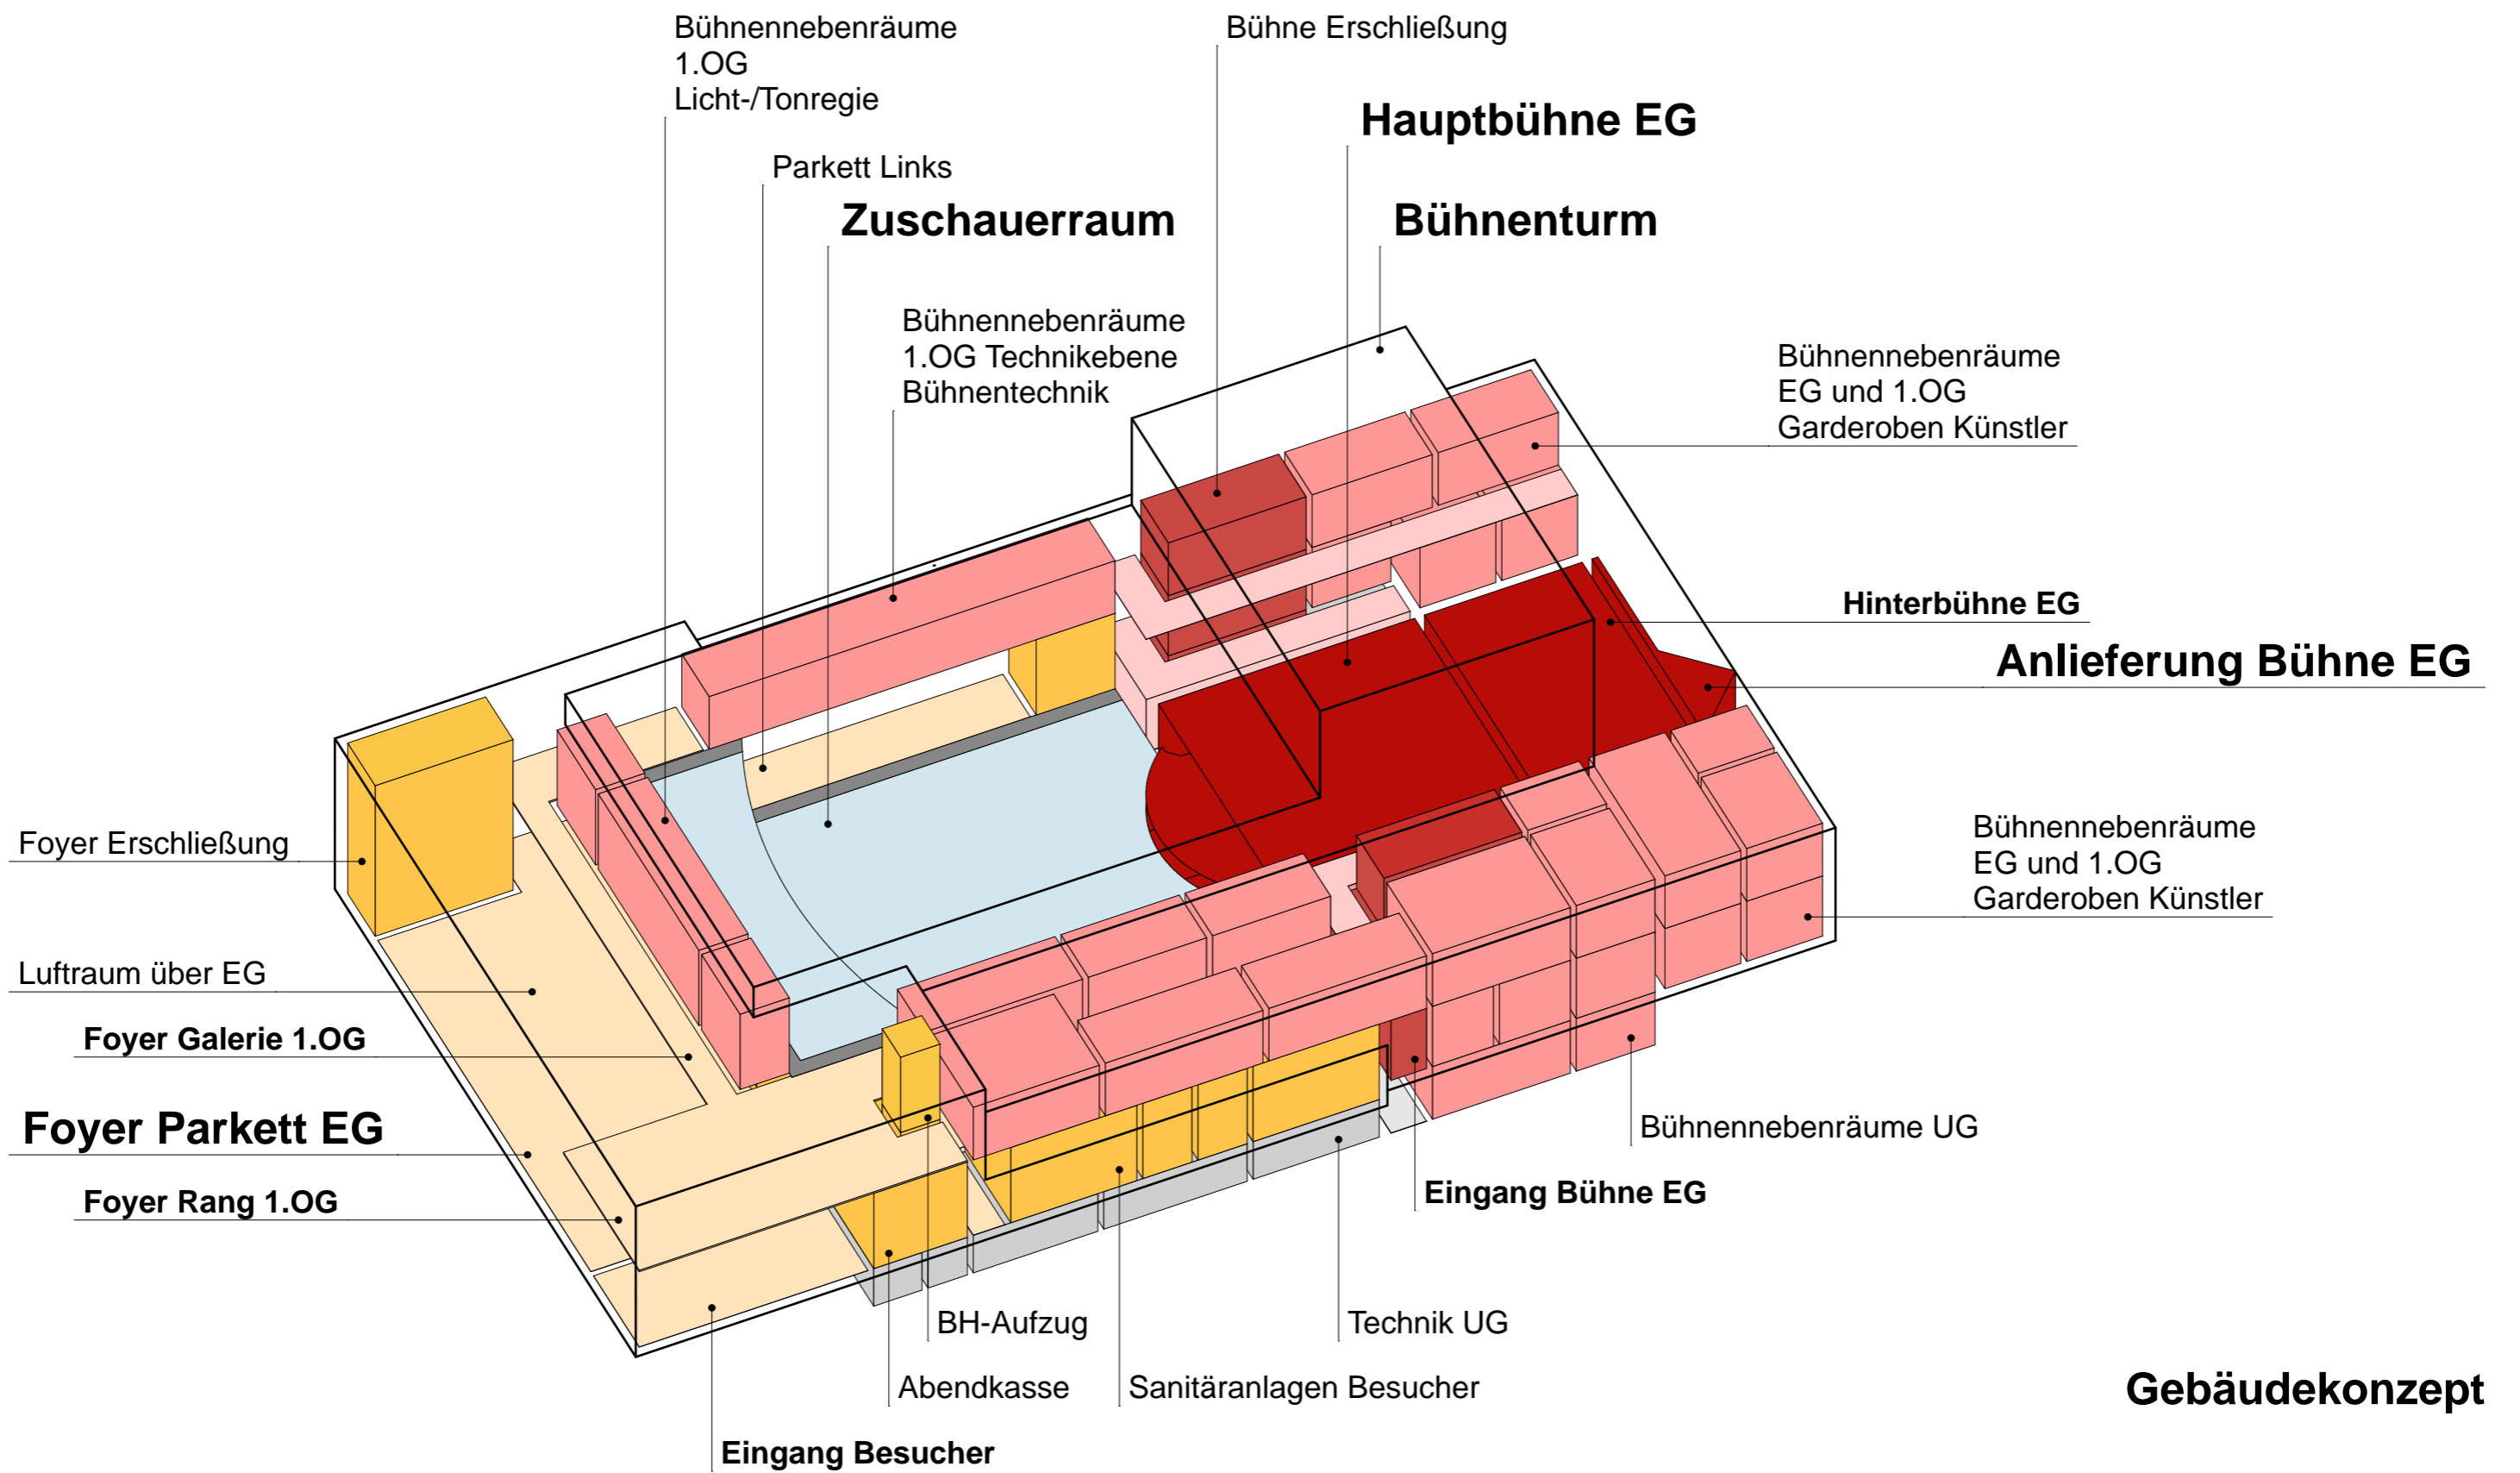 Bühnennebenräume
1.OG
Licht-/Tonregie
Bühne Erschließung
Hauptbühne EG
Parkett Links
Zuschauerraum
Bühnenturm
Bühnennebenräume
1.OG Technikebene
Bühnentechnik
Bühnennebenräume
EG und 1.OG
Garderoben Künstler
Hinterbühne EG
Anlieferung Bühne EG
Foyer Erschließung
Bühnennebenräume
EG und 1.OG
Garderoben Künstler
Luftraum über EG
Foyer Galerie 1.OG
Foyer Parkett EG
Bühnennebenräume UG
Foyer Rang 1.OG
Eingang Bühne EG
BH-Aufzug
Technik UG
Abendkasse
Sanitäranlagen Besucher
Gebäudekonzept
Eingang Besucher